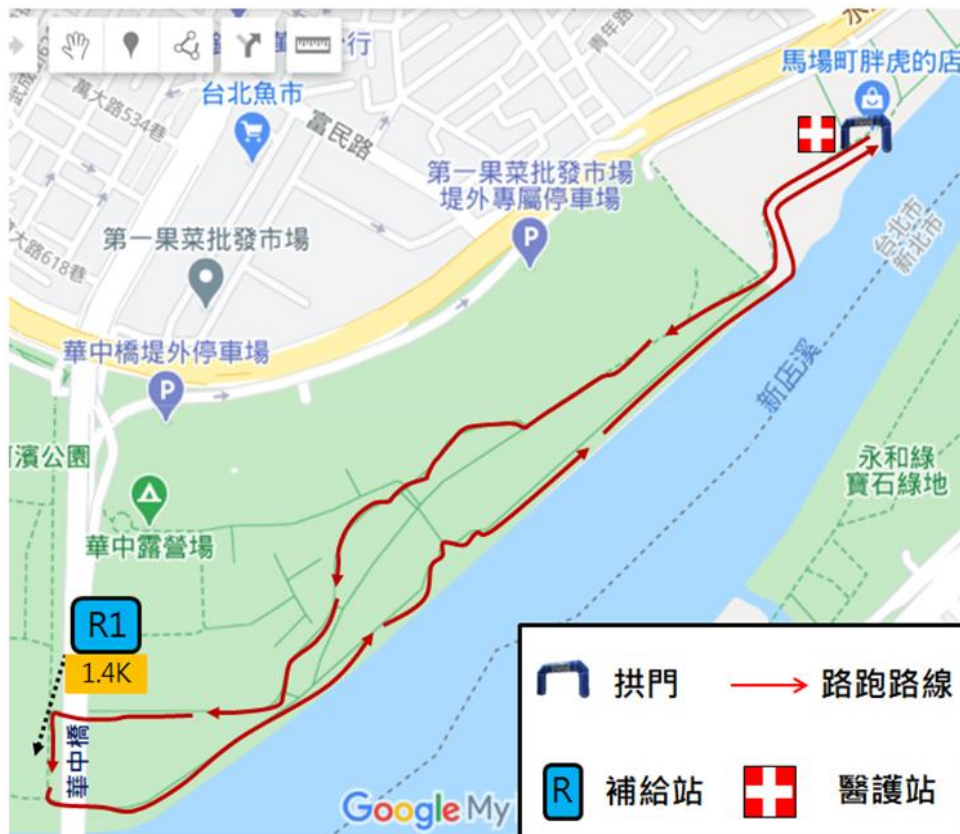 行
萬大路534巷
台北魚市
富民路
青年路
馬場町胖虎的店
第一果菜批發市場
堤外專屬停車場
萬大路618巷
第一果菜批發市場
台北市
新北市
華中橋堤外停車場
新店溪
濱公園
永和綠
寶石綠地
華中露營場
R1
1.4K
華中橋
拱門
路跑路線
R
補給站
醫護站
Google My